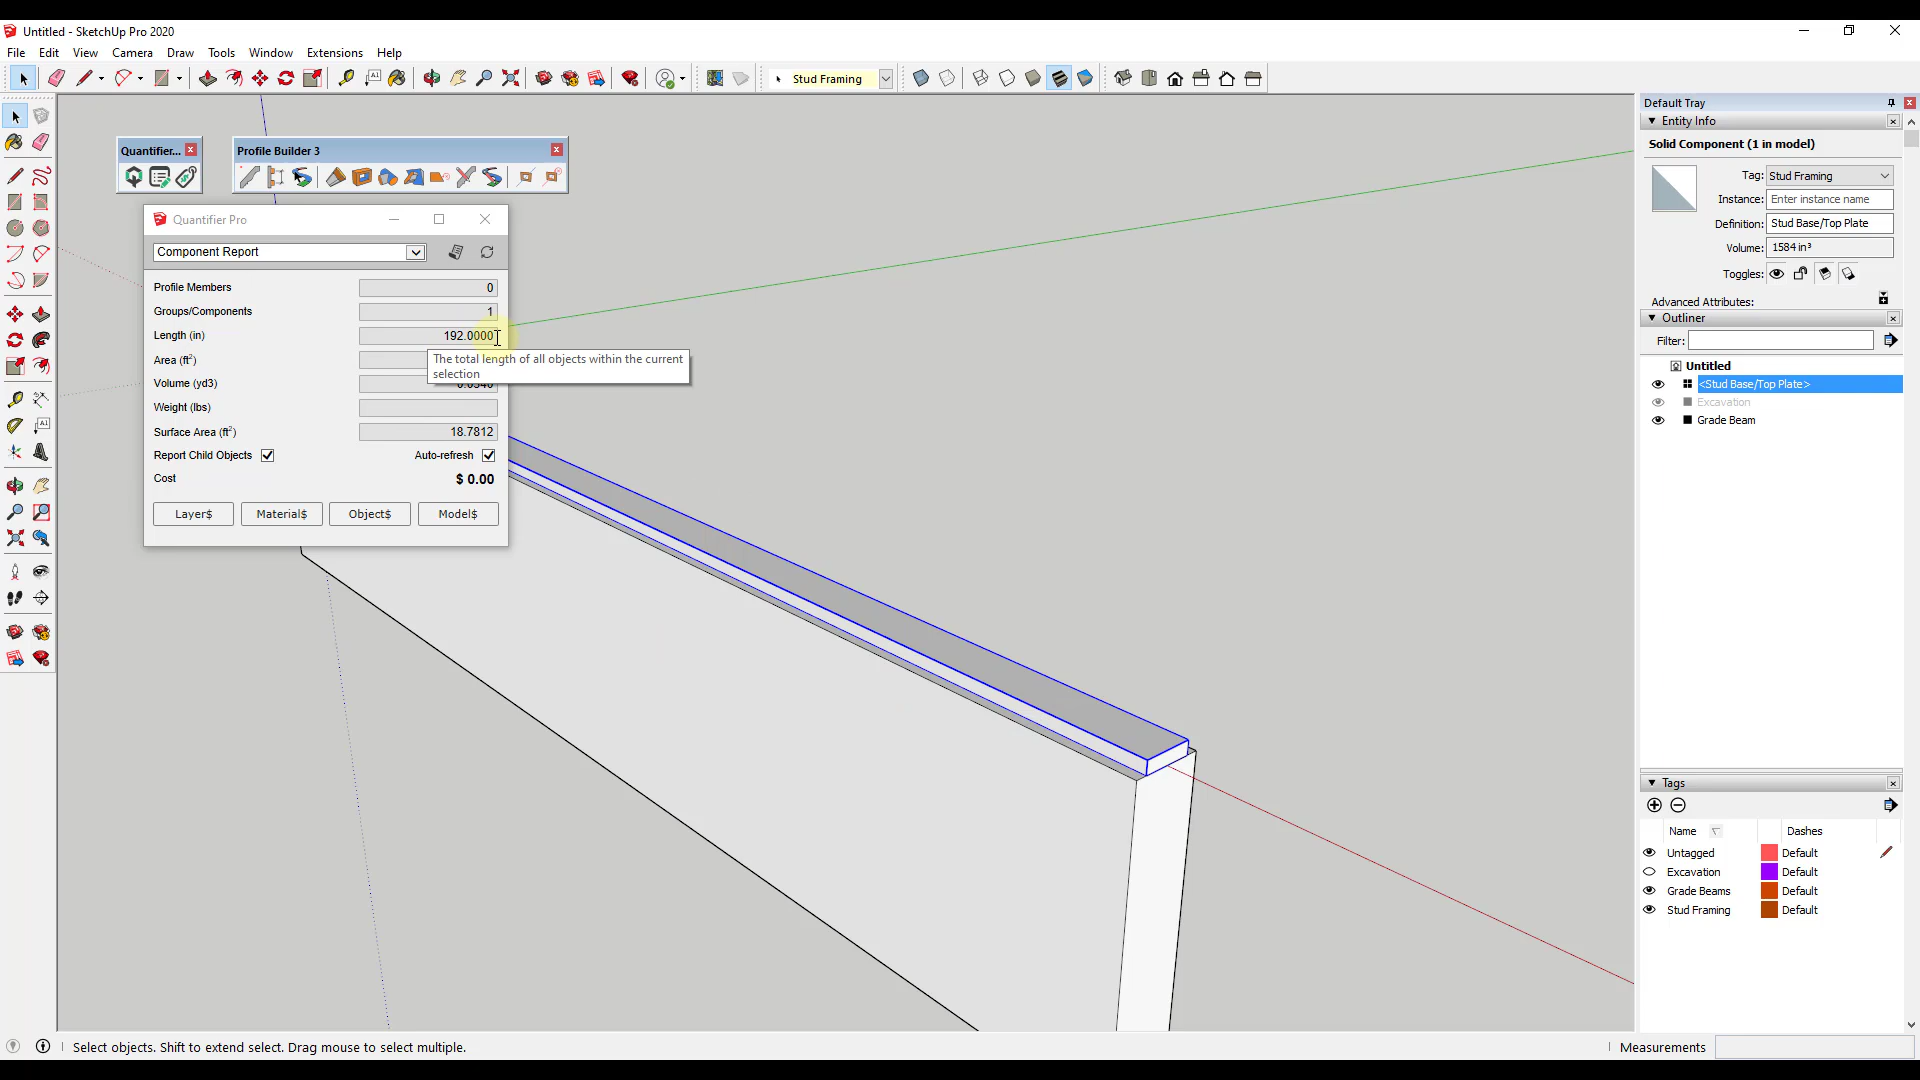 Untitled - SketchUp Pro 2020
File Edit View Camera Draw Tools Window Extensions Help
Stud Framing
Quantifier...
Profile Builder 3
Quantifier Pro
Component Report
Profile Members 0
Groups/Components 1
Length (in) 192.0000
The total length of all objects within the current
selection
Area (ft²)
Volume (yd3)
Weight (lbs)
Surface Area (ft²) 18.7812
Report Child Objects Auto-refresh
Cost $ 0.00
Layer$ Material$ Object$ Model$
Default Tray
Entity Info
Solid Component (1 in model)
Tag: Stud Framing
Instance: Enter instance name
Definition: Stud Base/Top Plate
Volume: 1584 in³
Toggles:
Advanced Attributes:
Outliner
Filter:
Untitled
<Stud Base/Top Plate>
Excavation
Grade Beam
Tags
Name Dashes
Untagged Default
Excavation Default
Grade Beams Default
Stud Framing Default
Select objects. Shift to extend select. Drag mouse to select multiple.
Measurements